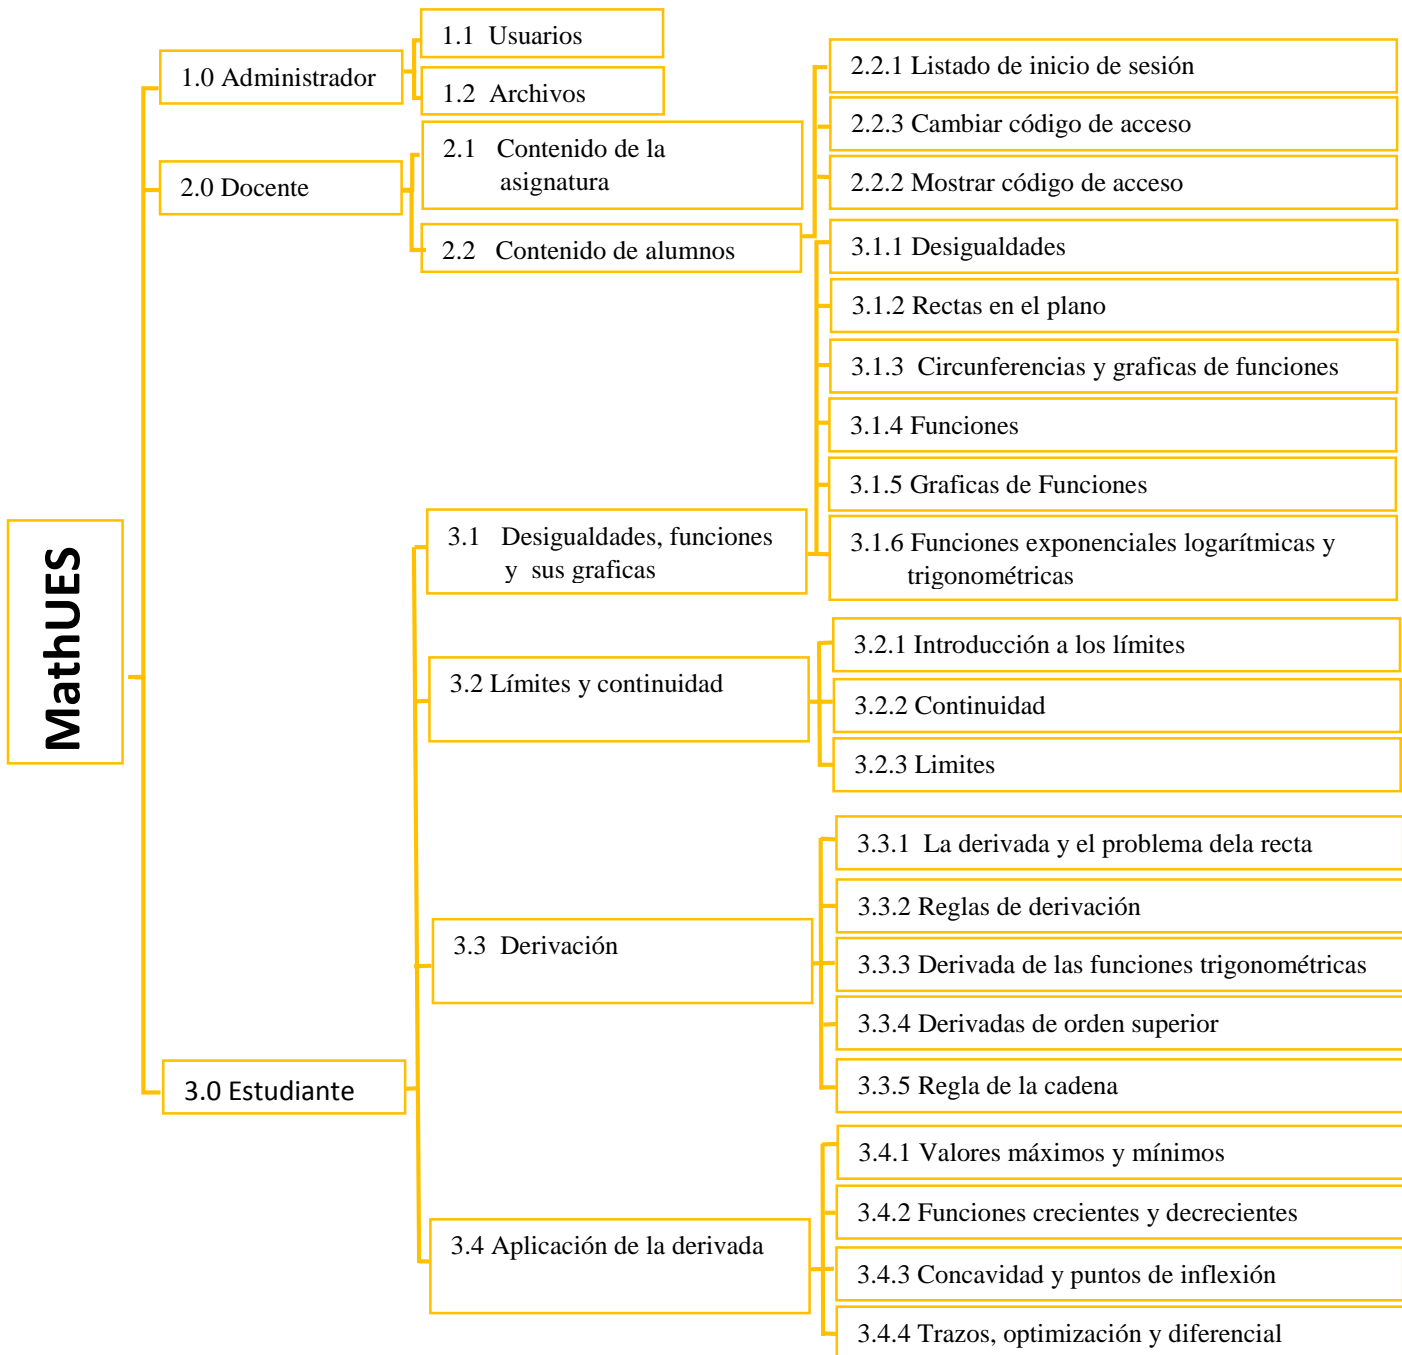 MathUES
1.0 Administrador
1.1 Usuarios
1.2 Archivos
2.0 Docente
2.1 Contenido de la
asignatura
2.2 Contenido de alumnos
2.2.1 Listado de inicio de sesión
2.2.3 Cambiar código de acceso
2.2.2 Mostrar código de acceso
3.0 Estudiante
3.1 Desigualdades, funciones
y sus graficas
3.1.1 Desigualdades
3.1.2 Rectas en el plano
3.1.3 Circunferencias y graficas de funciones
3.1.4 Funciones
3.1.5 Graficas de Funciones
3.1.6 Funciones exponenciales logarítmicas y
trigonométricas
3.2 Límites y continuidad
3.2.1 Introducción a los límites
3.2.2 Continuidad
3.2.3 Limites
3.3 Derivación
3.3.1 La derivada y el problema dela recta
3.3.2 Reglas de derivación
3.3.3 Derivada de las funciones trigonométricas
3.3.4 Derivadas de orden superior
3.3.5 Regla de la cadena
3.4 Aplicación de la derivada
3.4.1 Valores máximos y mínimos
3.4.2 Funciones crecientes y decrecientes
3.4.3 Concavidad y puntos de inflexión
3.4.4 Trazos, optimización y diferencial